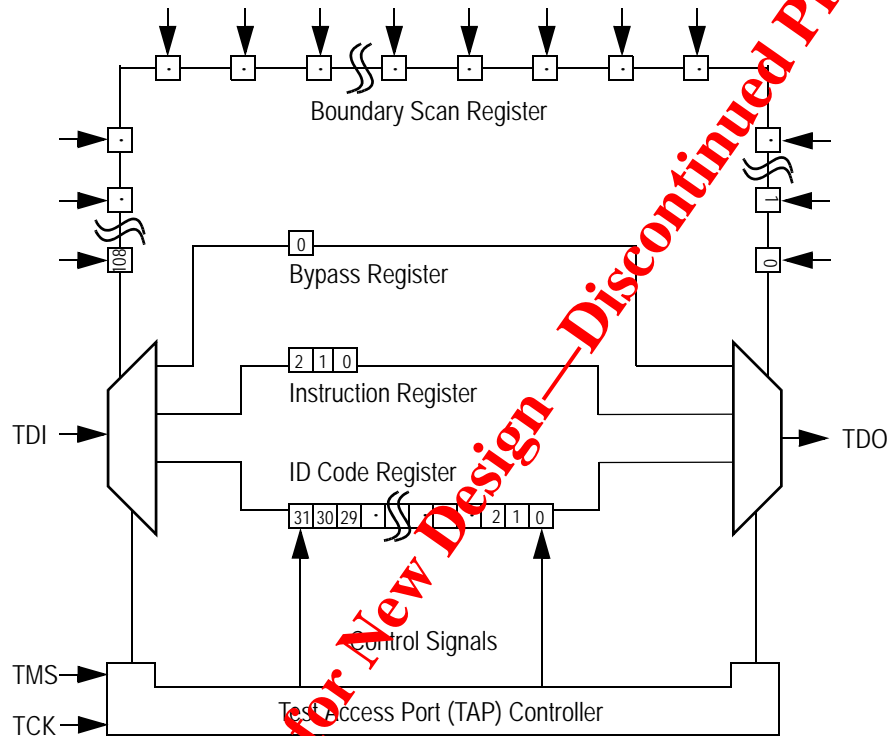 Boundary Scan Register
108
1
0
0
Bypass Register
2 1 0
Instruction Register
TDI
TDO
ID Code Register
31 30 29 · · · 2 1 0
Control Signals
TMS
TCK
Test Access Port (TAP) Controller
for New Design—Discontinued